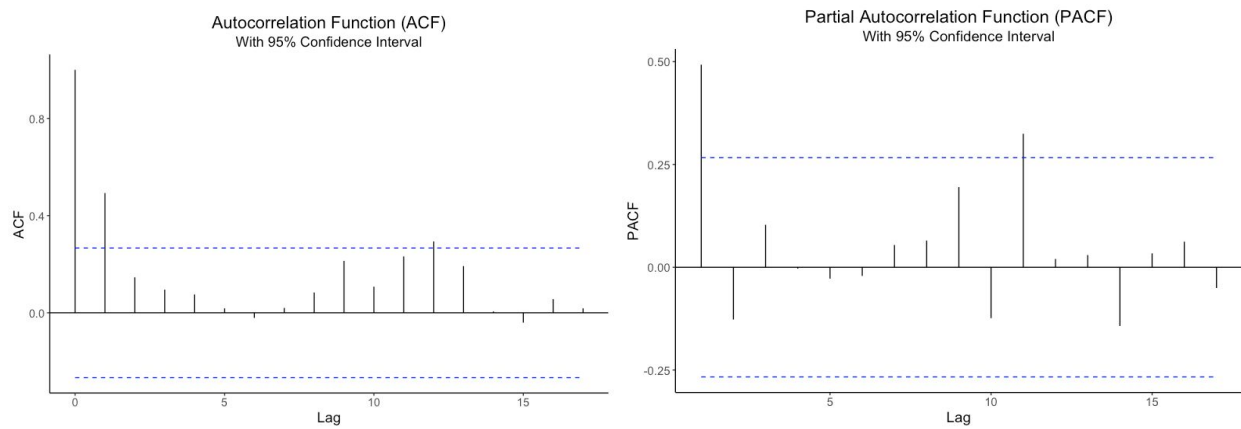 Autocorrelation Function (ACF)
With 95% Confidence Interval
ACF
0.8
0.4
0.0
0
5
10
15
Lag
Partial Autocorrelation Function (PACF)
With 95% Confidence Interval
PACF
0.50
0.25
0.00
-0.25
5
10
15
Lag